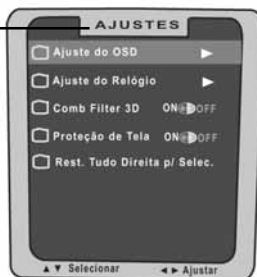 AJUSTES
Ajuste do OSD
Ajuste do Relógio
Comb Filter 3D ON OFF
Proteção de Tela ON OFF
Rest. Tudo Direita p/ Selec.
▲ ▼ Selecionar ◄ ► Ajustar